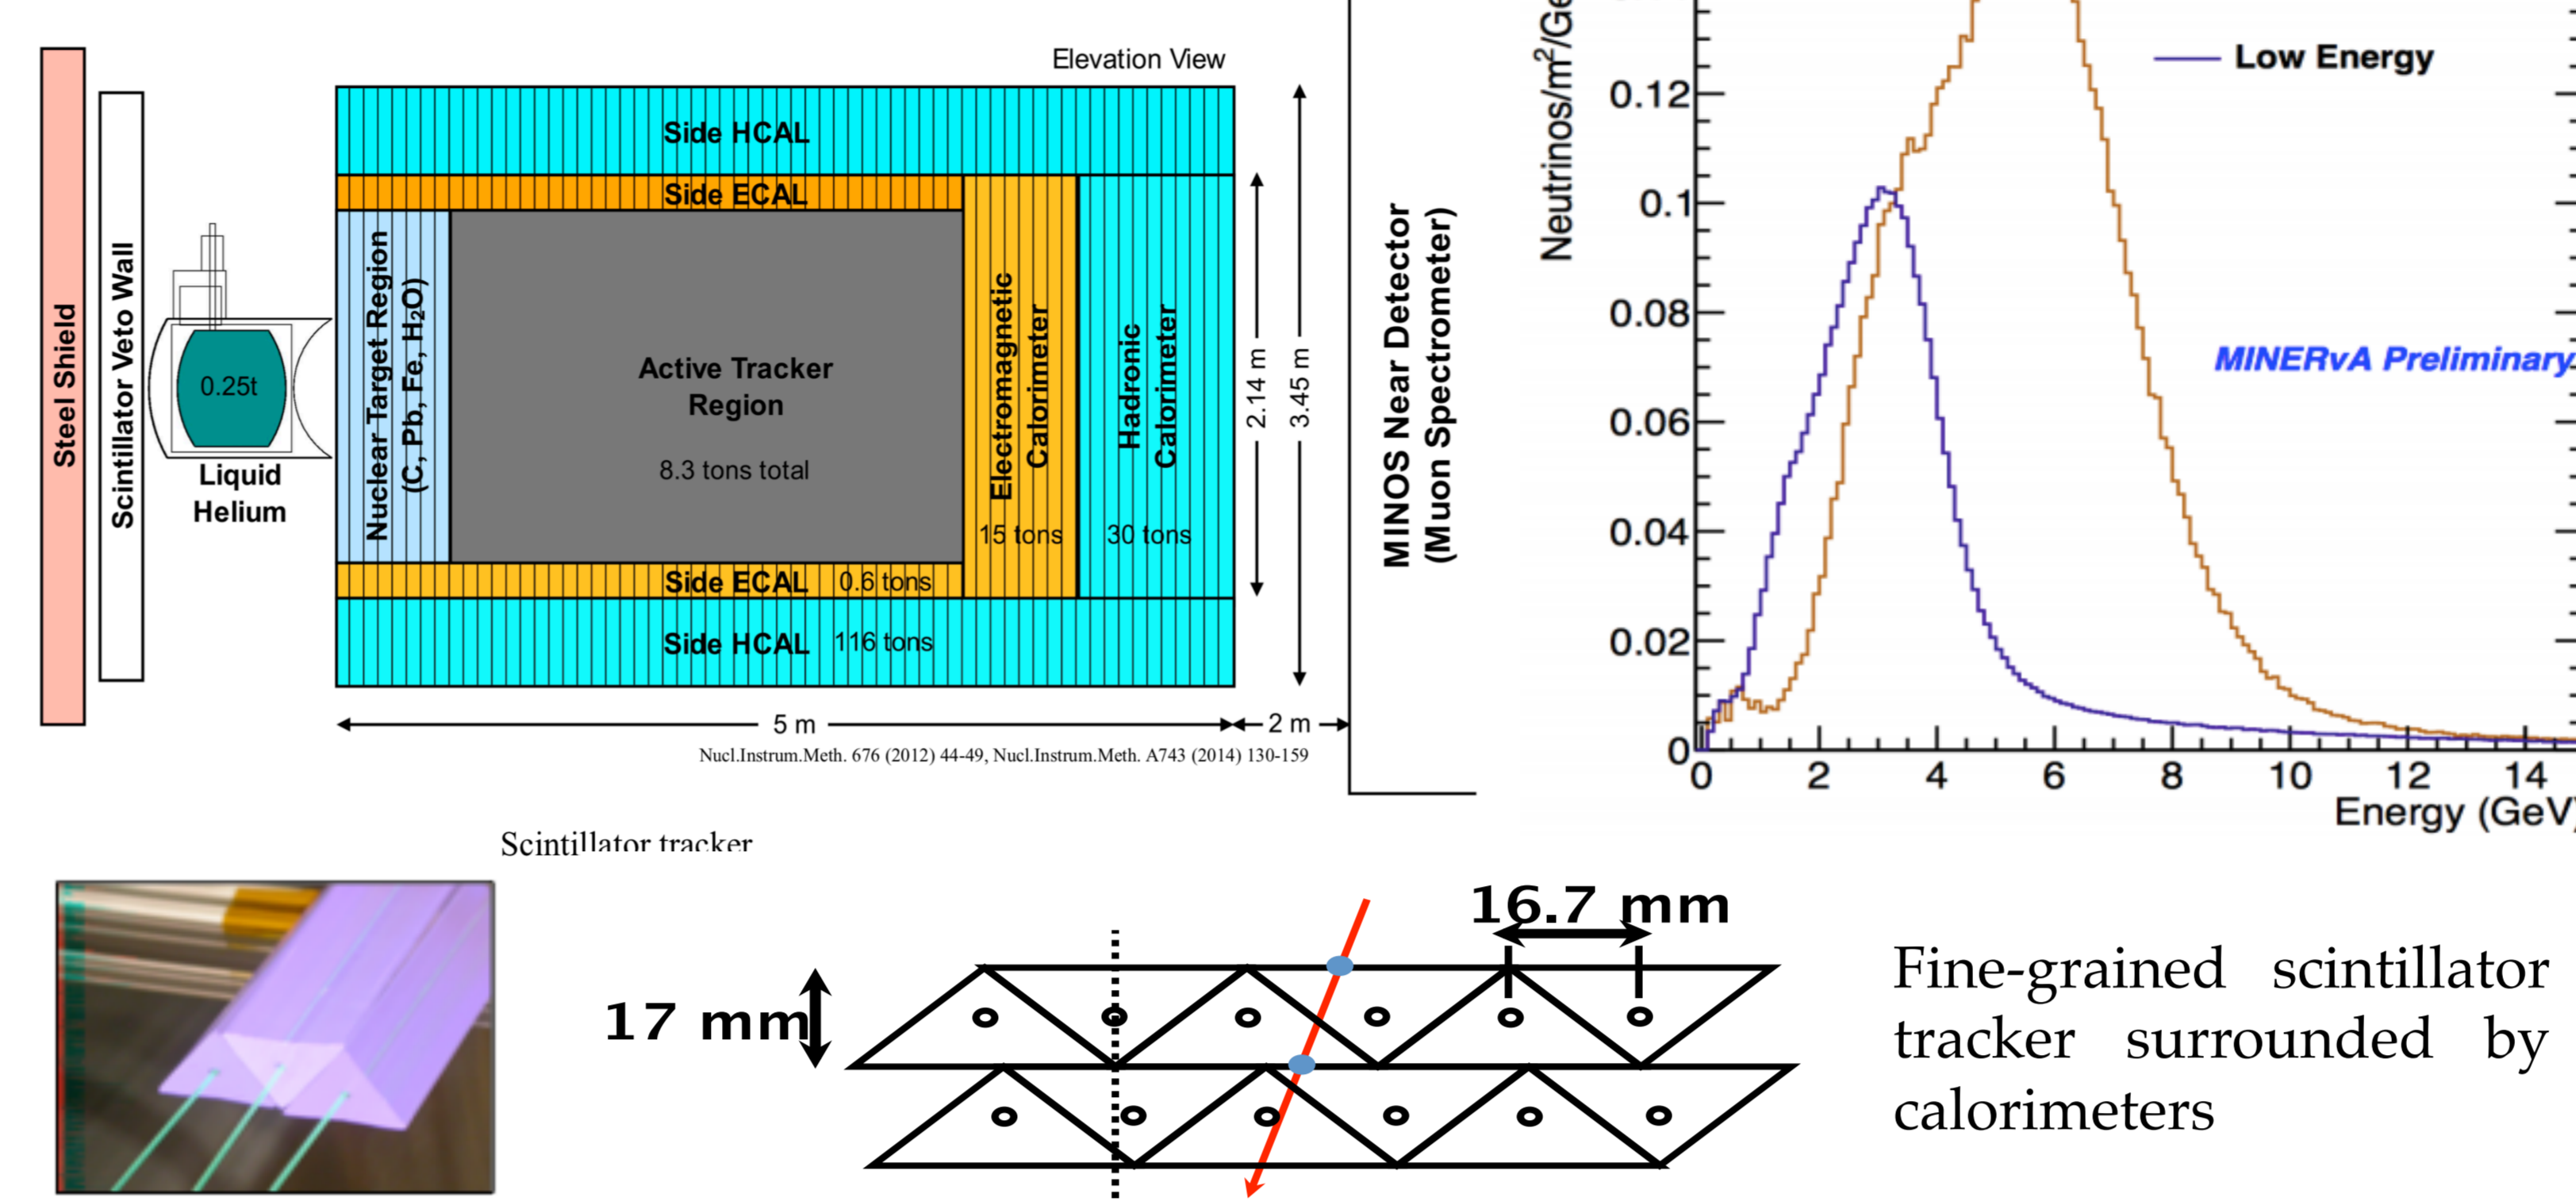 Elevation View
Steel Shield
Scintillator Veto Wall
0.25t
Liquid
Helium
Side HCAL
Side ECAL
Nuclear Target Region
(C, Pb, Fe, H₂O)
Active Tracker
Region
8.3 tons total
Electromagnetic
Calorimeter
15 tons
Hadronic
Calorimeter
30 tons
Side ECAL 0.6 tons
Side HCAL 116 tons
2.14 m
3.45 m
5 m
2 m
Nucl.Instrum.Meth. 676 (2012) 44-49, Nucl.Instrum.Meth. A743 (2014) 130-159
MINOS Near Detector
(Muon Spectrometer)
Neutrinos/m²/Ge
Low Energy
MINERvA Preliminary
0.12
0.1
0.08
0.06
0.04
0.02
0
0 2 4 6 8 10 12 14
Energy (GeV)
Scintillator tracker
17 mm
16.7 mm
Fine-grained scintillator
tracker surrounded by
calorimeters